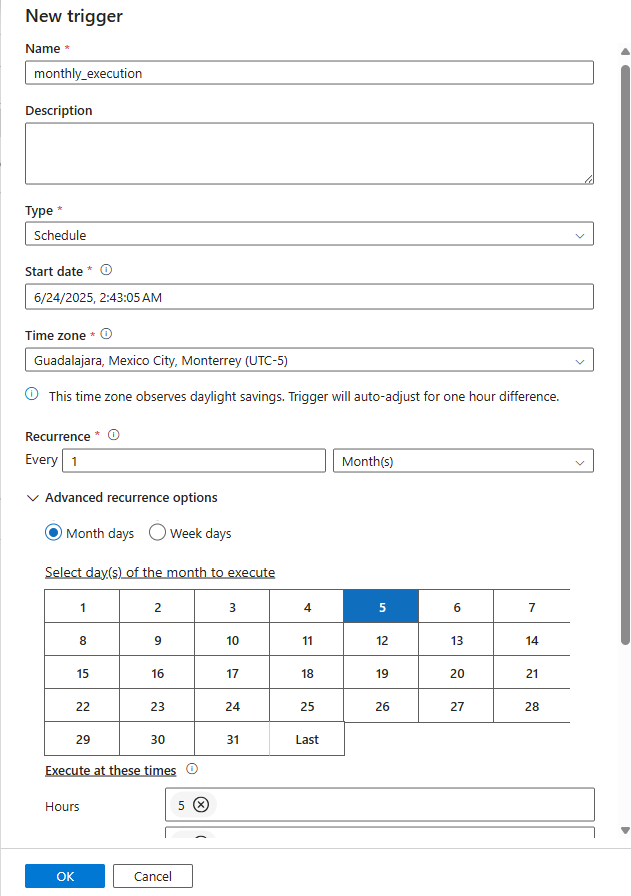 New trigger
Name *
monthly_execution
Description
Type *
Schedule
Start date *
6/24/2025, 2:43:05 AM
Time zone *
Guadalajara, Mexico City, Monterrey (UTC-5)
This time zone observes daylight savings. Trigger will auto-adjust for one hour difference.
Recurrence *
Every 1 Month(s)
Advanced recurrence options
Month days Week days
Select day(s) of the month to execute
1 2 3 4 5 6 7
8 9 10 11 12 13 14
15 16 17 18 19 20 21
22 23 24 25 26 27 28
29 30 31 Last
Execute at these times
Hours 5
OK Cancel